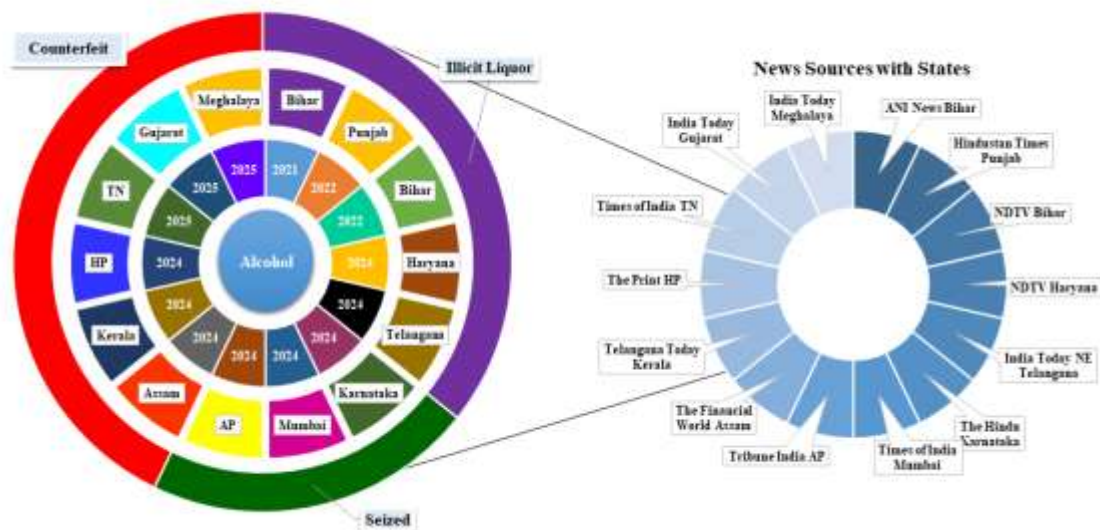 Counterfeit
Illicit Liquor
Seized
Alcohol
Bihar
Punjab
Bihar
Haryana
Telangana
Karnataka
Mumbai
AP
Assam
Kerala
HP
TN
Gujarat
Meghalaya
2021
2022
2022
2024
2024
2024
2024
2024
2024
2024
2024
2025
2025
2025
News Sources with States
ANI News Bihar
Hindustan Times
Punjab
NDTV Bihar
NDTV Haryana
India Today NE
Telangana
The Hindu
Karnataka
Times of India
Mumbai
Tribune India AP
The Financial
World Assam
Telangana Today
Kerala
The Print HP
Times of India TN
India Today
Gujarat
India Today
Meghalaya